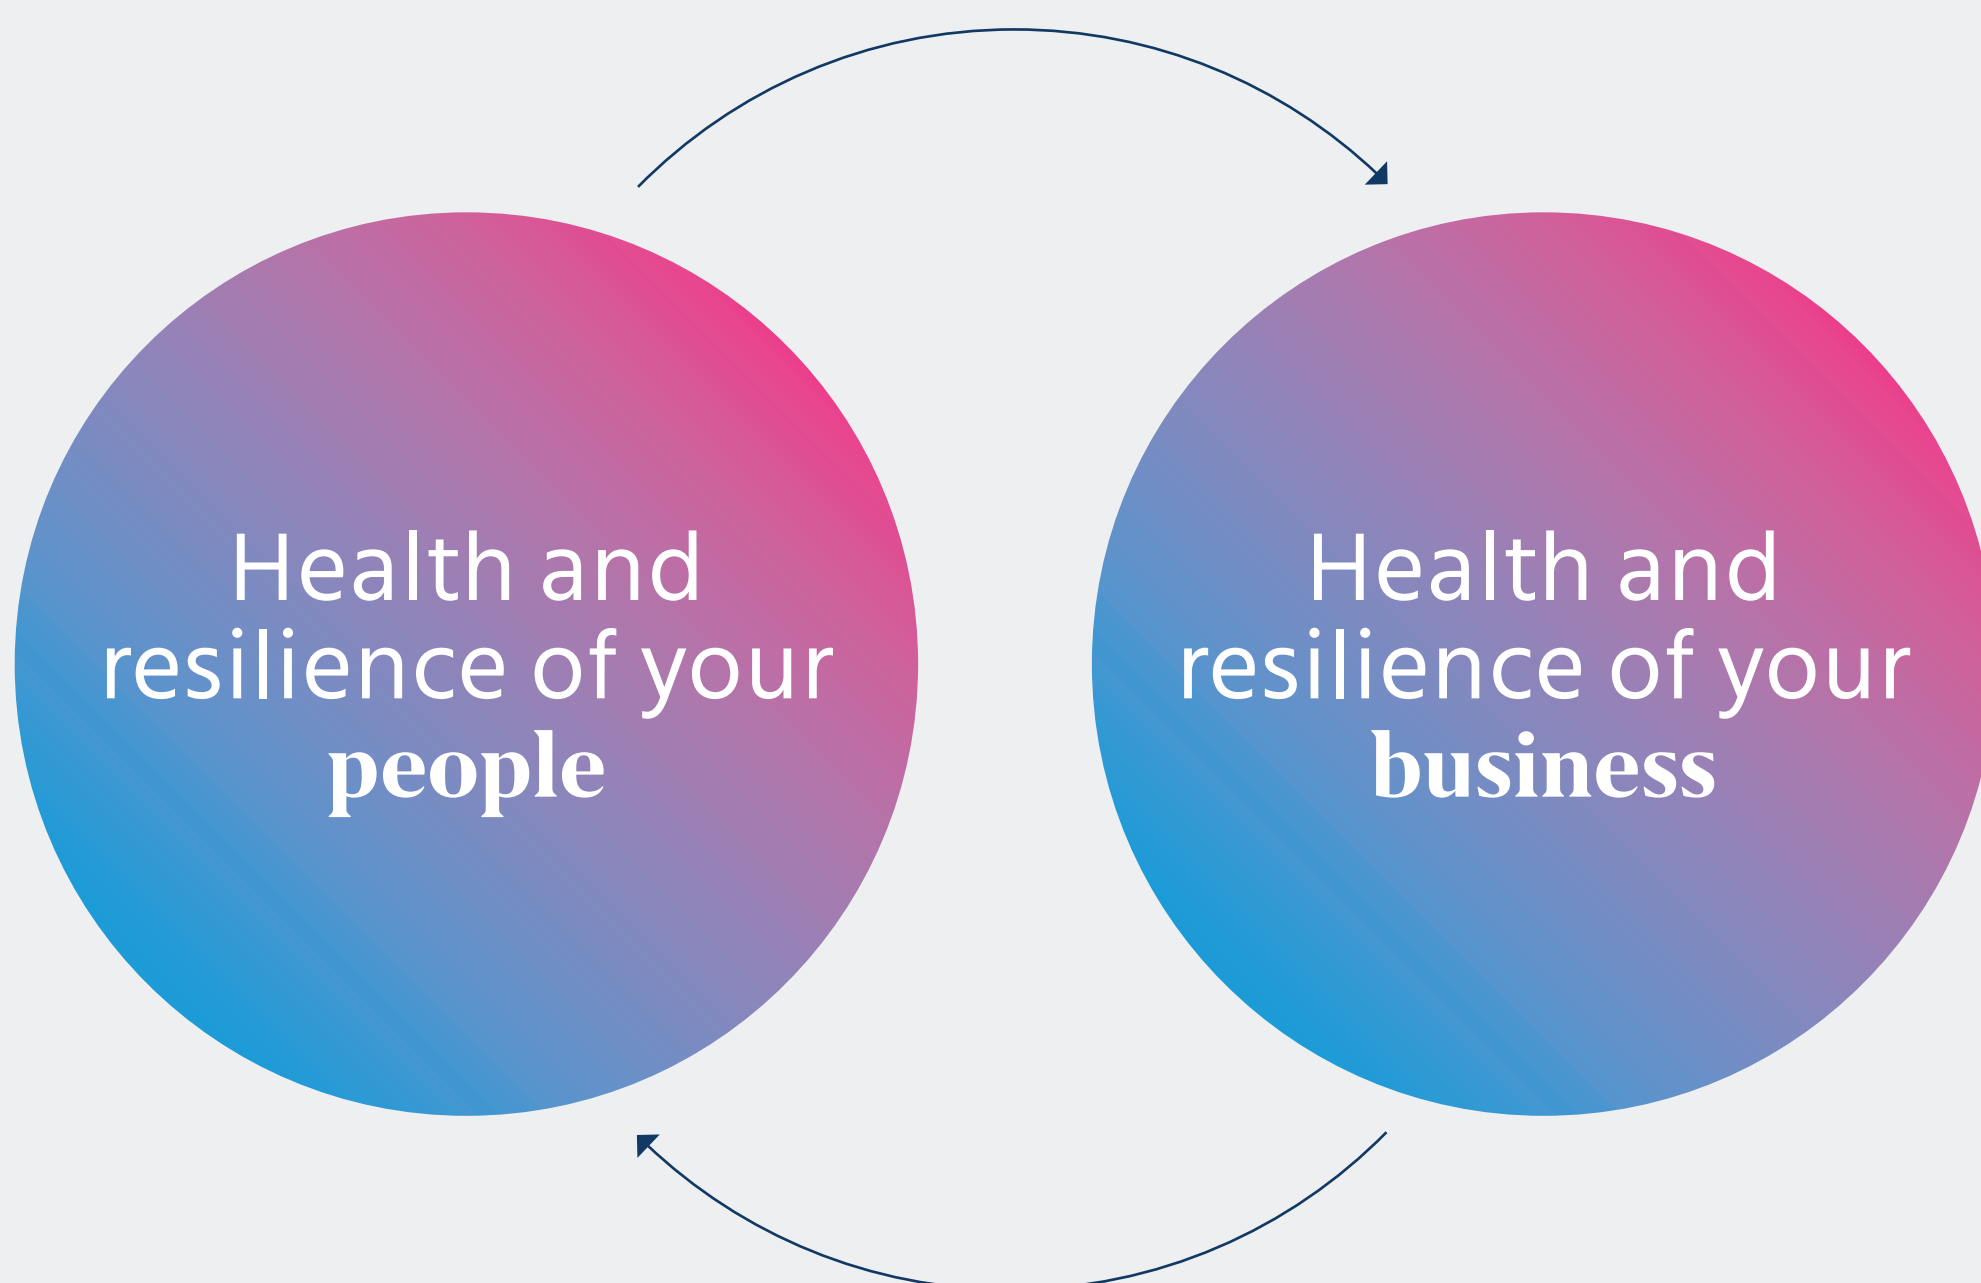 Health and
resilience of your
people
Health and
resilience of your
business